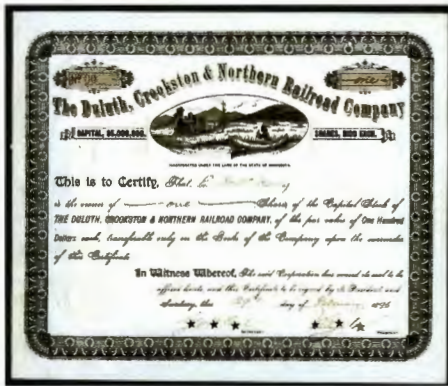 The Duluth, Crookston & Northern Railroad Company
CAPITAL, $5,000,000. SHARES, $100 EACH.
INCORPORATED UNDER THE LAWS OF THE STATE OF MINNESOTA.
This is to Certify, That
is the owner of one Shares of the Capital Stock of
THE DULUTH, CROOKSTON & NORTHERN RAILROAD COMPANY, of the par value of One Hundred
Dollars each, transferable only on the Books of the Company upon the surrender
of this Certificate
In Witness Whereof, The said Corporation has caused its seal to be
affixed hereto, and this Certificate to be signed by its President and
Secretary, this day of
SECRETARY. PRESIDENT.